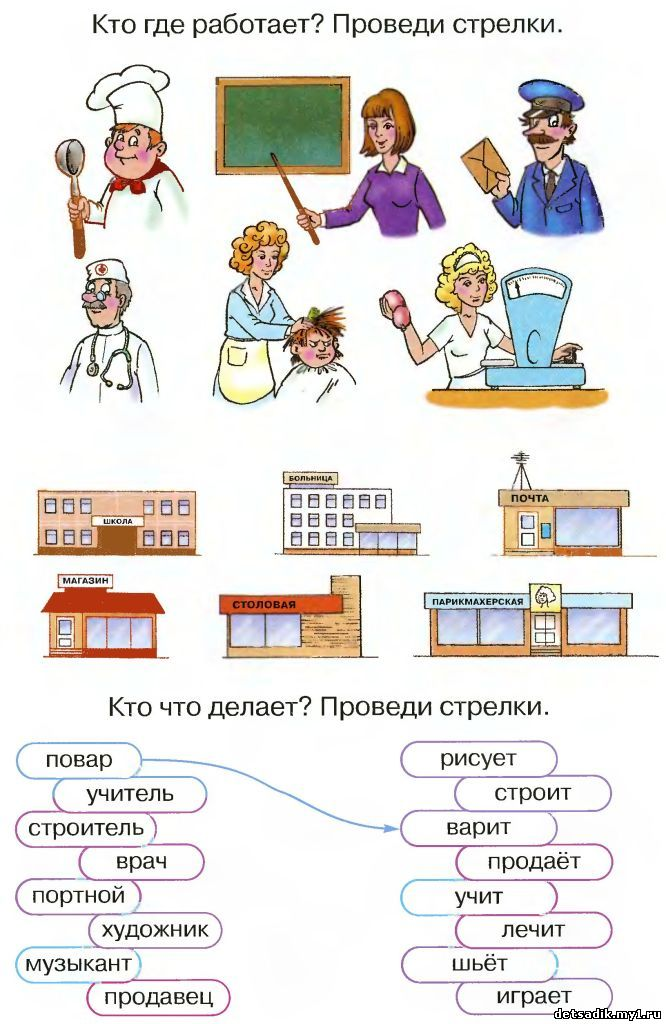 Кто где работает? Проведи стрелки.
ШКОЛА
БОЛЬНИЦА
ПОЧТА
МАГАЗИН
СТОЛОВАЯ
ПАРИКМАХЕРСКАЯ
Кто что делает? Проведи стрелки.
повар
учитель
строитель
врач
портной
художник
музыкант
продавец
рисует
строит
варит
продаёт
учит
лечит
шьёт
играет
detsadik.my1.ru